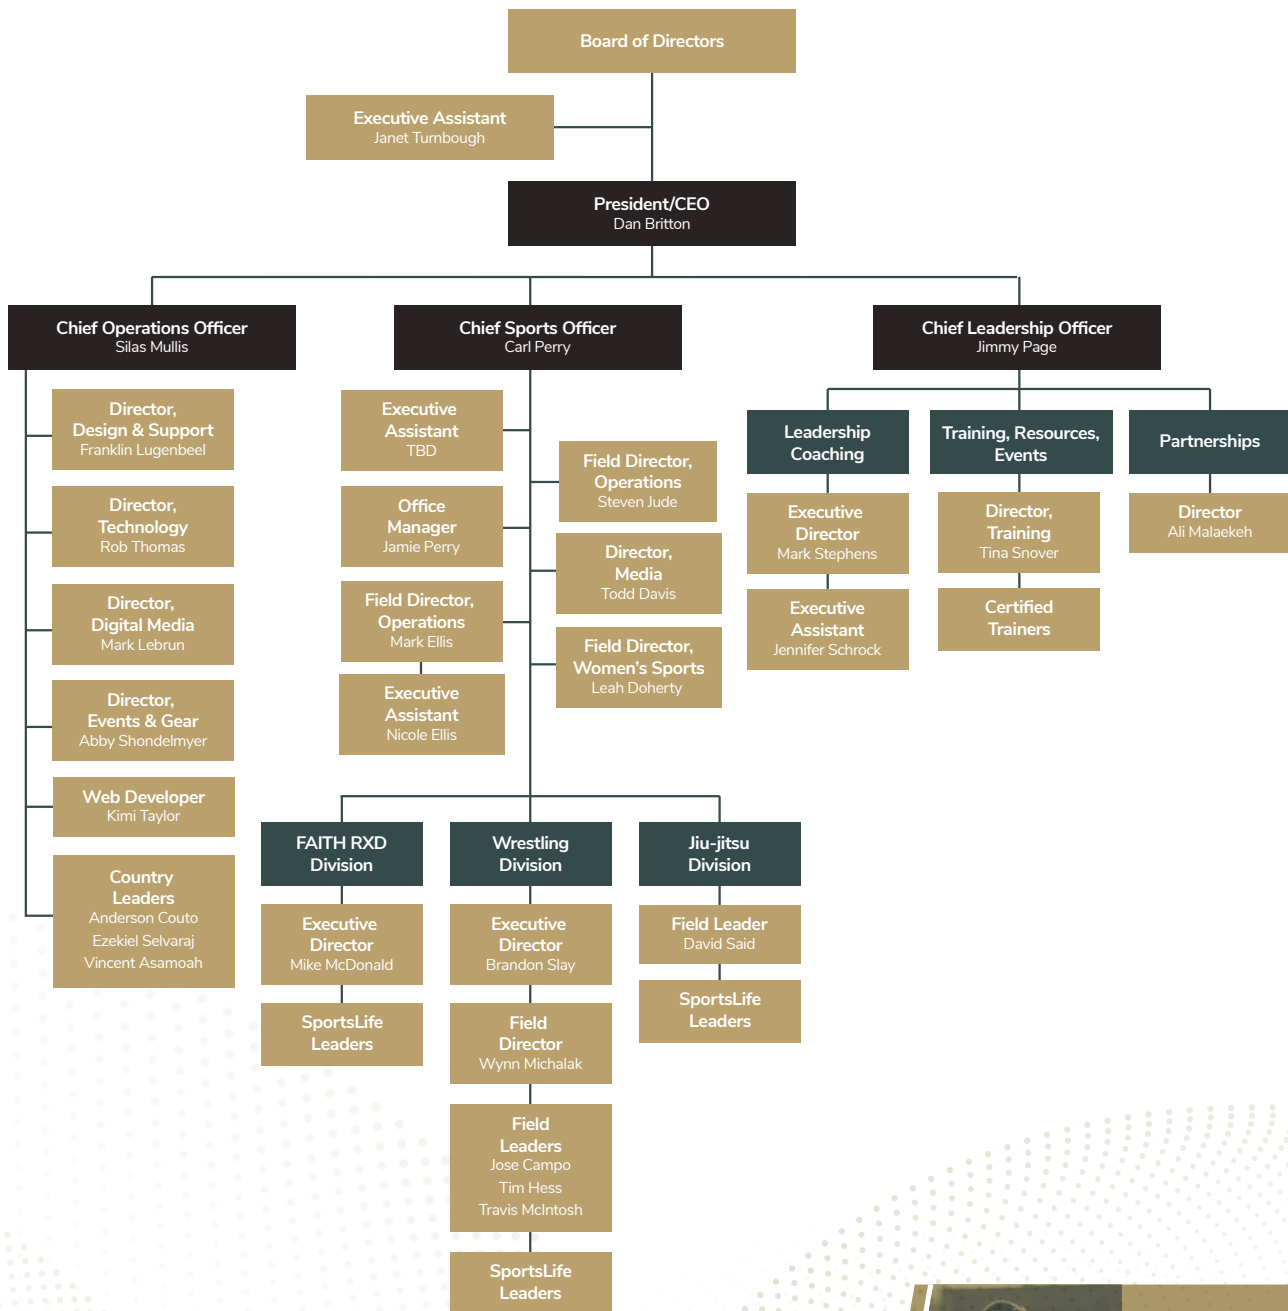 Board of Directors
Executive Assistant
Janet Turnbough
President/CEO
Dan Britton
Chief Operations Officer
Silas Mullis
Director,
Design & Support
Franklin Lugenbeel
Director,
Technology
Rob Thomas
Director,
Digital Media
Mark Lebrun
Director,
Events & Gear
Abby Shondelmyer
Web Developer
Kimi Taylor
Country
Leaders
Anderson Couto
Ezekiel Selvaraj
Vincent Asamoah
Chief Sports Officer
Carl Perry
Executive
Assistant
TBD
Office
Manager
Jamie Perry
Field Director,
Operations
Mark Ellis
Executive
Assistant
Nicole Ellis
Field Director,
Operations
Steven Jude
Director,
Media
Todd Davis
Field Director,
Women's Sports
Leah Doherty
FAITH RXD
Division
Executive
Director
Mike McDonald
SportsLife
Leaders
Wrestling
Division
Executive
Director
Brandon Slay
Field
Director
Wynn Michalak
Field
Leaders
Jose Campo
Tim Hess
Travis McIntosh
SportsLife
Leaders
Jiu-jitsu
Division
Field Leader
David Said
SportsLife
Leaders
Chief Leadership Officer
Jimmy Page
Leadership
Coaching
Executive
Director
Mark Stephens
Executive
Assistant
Jennifer Schrock
Training, Resources,
Events
Director,
Training
Tina Snover
Certified
Trainers
Partnerships
Director
Ali Malaekeh